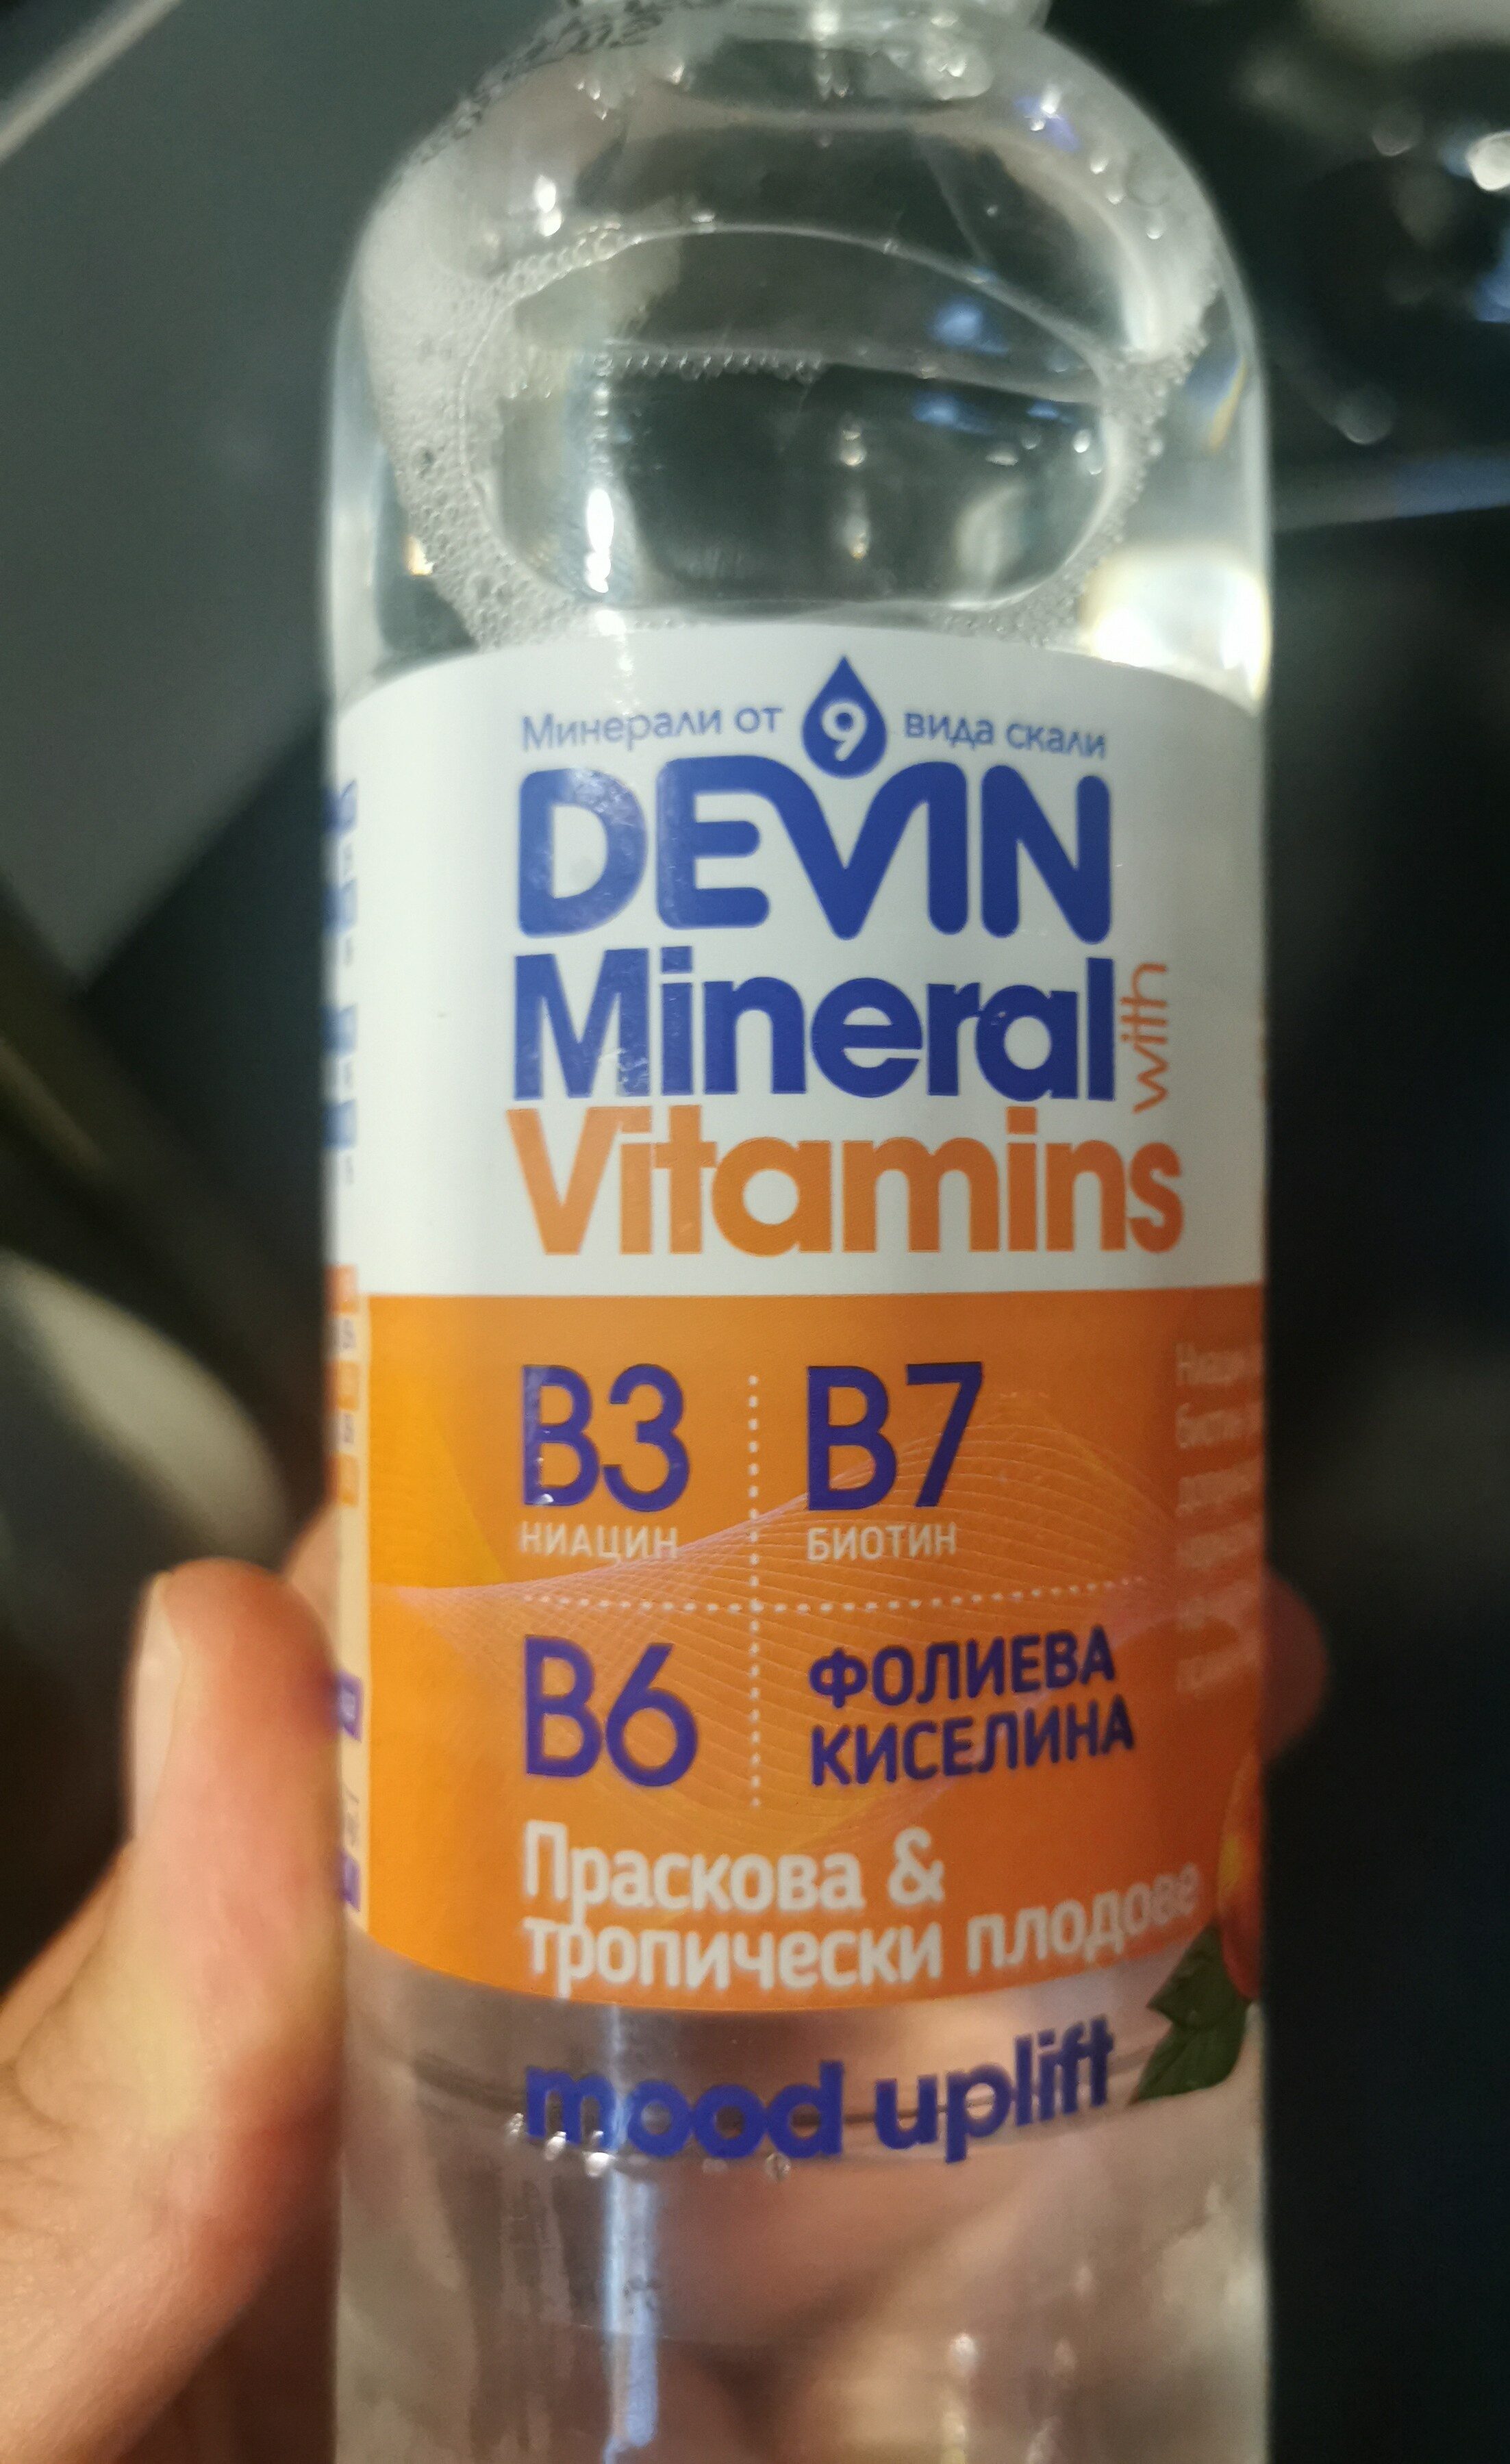 Минерали от 9 вида скали
DEVIN
Mineral with
Vitamins
B3
НИАЦИН
B7
БИОТИН
B6
ФОЛИЕВА
КИСЕЛИНА
Праскова &
тропически плодове
mood uplift